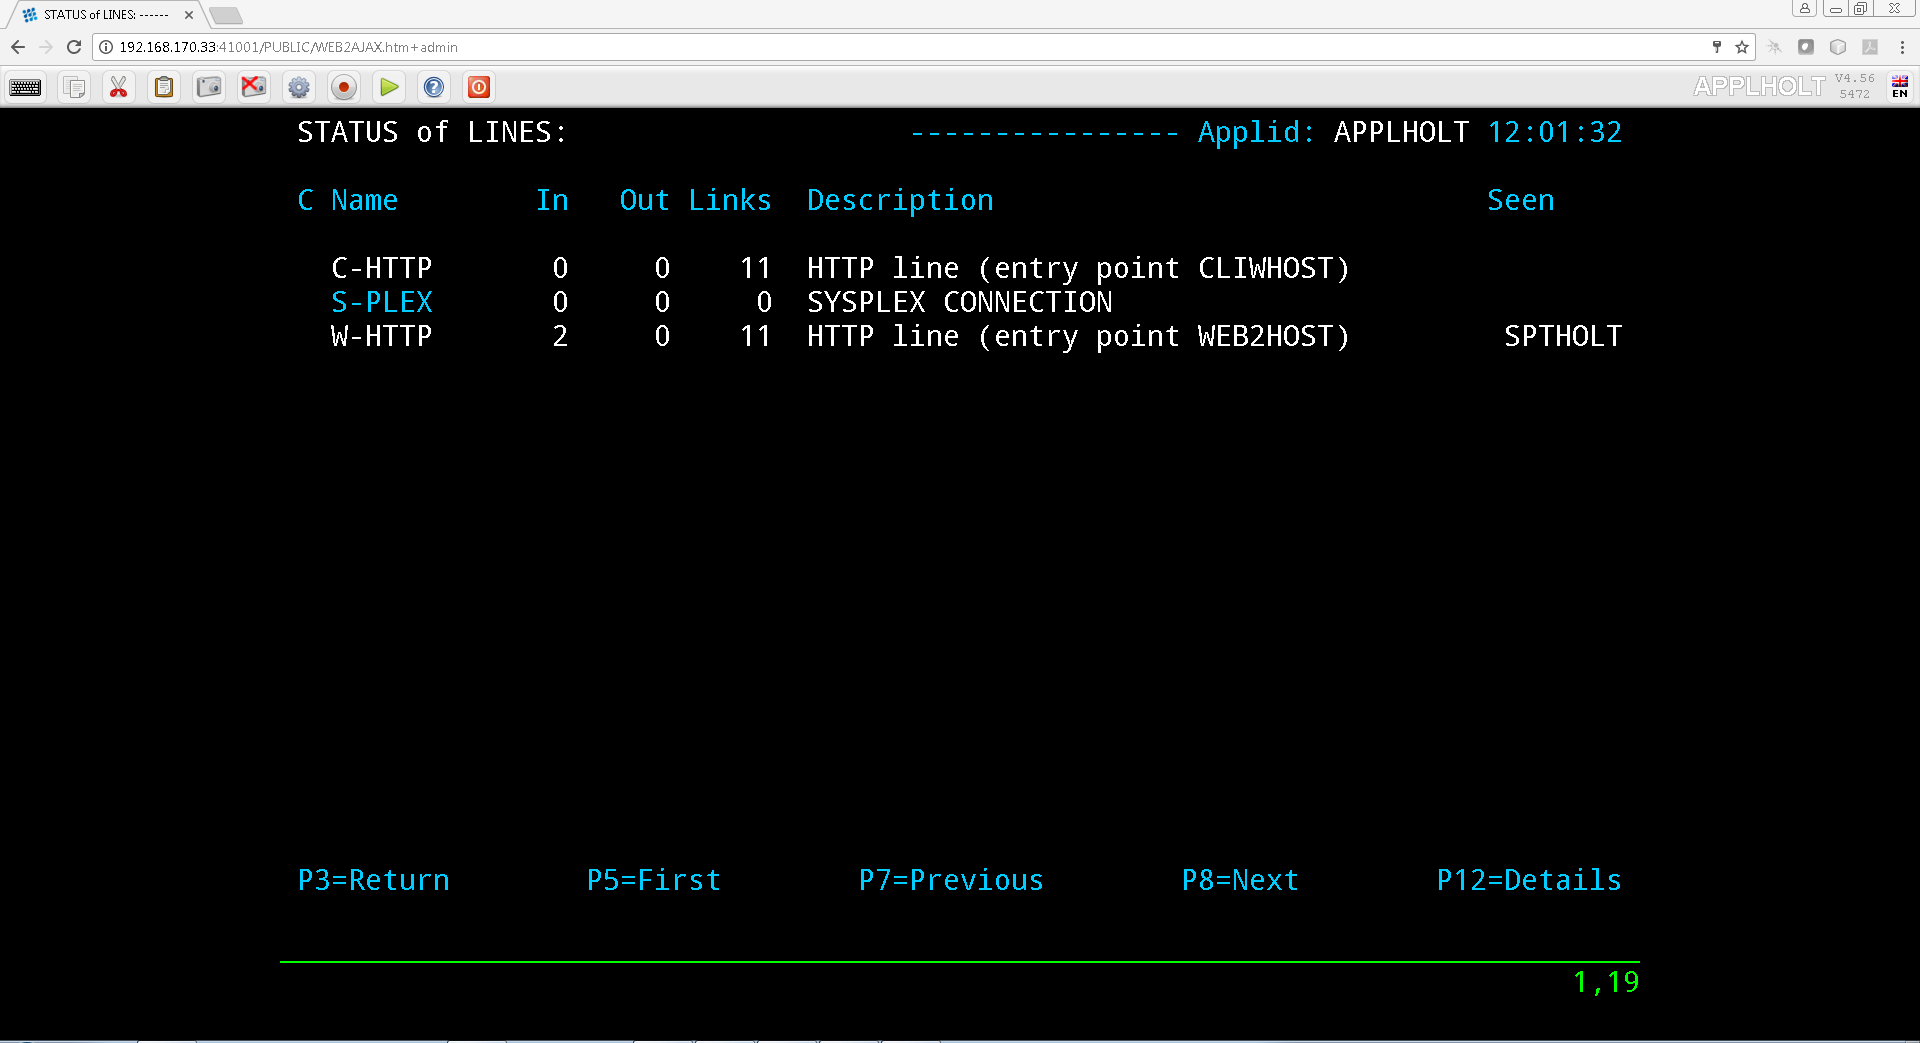 STATUS of LINES: ------
192.168.170.33:41001/PUBLIC/WEB2AJAX.htm+admin
APPLHOLT V4.56 5472 EN
STATUS of LINES: ---------------- Applid: APPLHOLT 12:01:32
C Name In Out Links Description Seen
C-HTTP 0 0 11 HTTP line (entry point CLIWHOST)
S-PLEX 0 0 0 SYSPLEX CONNECTION
W-HTTP 2 0 11 HTTP line (entry point WEB2HOST) SPTHOLT
P3=Return P5=First P7=Previous P8=Next P12=Details
1,19